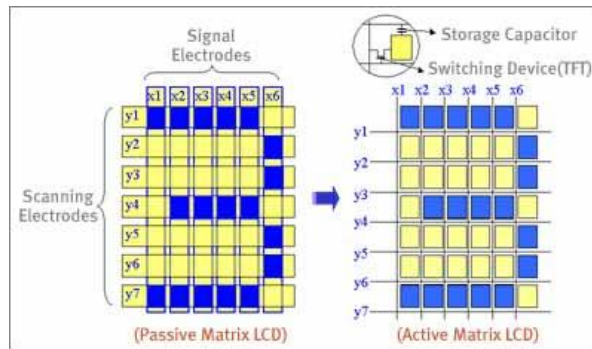 Signal
Electrodes
Storage Capacitor
Switching Device(TFT)
x1 x2 x3 x4 x5 x6
y1
y2
y3
y4
y5
y6
y7
Scanning
Electrodes
(Passive Matrix LCD)
x1 x2 x3 x4 x5 x6
y1
y2
y3
y4
y5
y6
y7
(Active Matrix LCD)